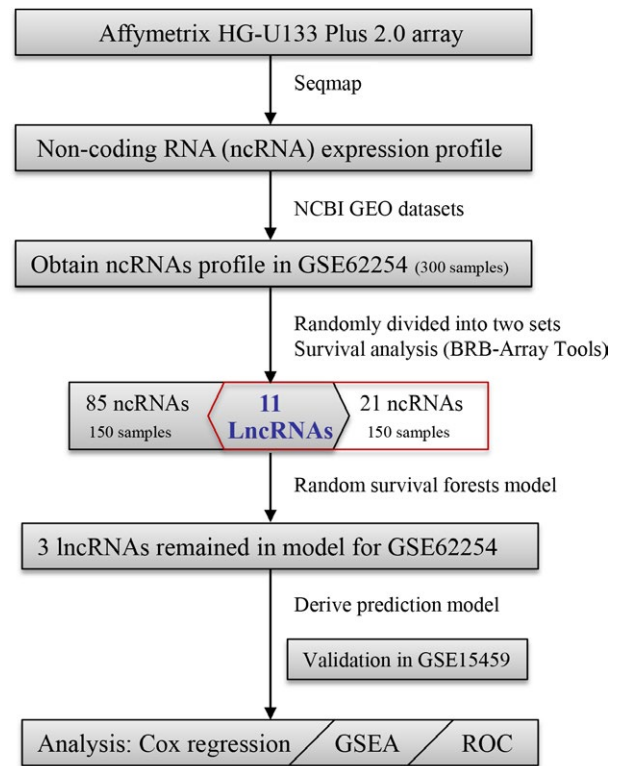 Affymetrix HG-U133 Plus 2.0 array
Seqmap
Non-coding RNA (ncRNA) expression profile
NCBI GEO datasets
Obtain ncRNAs profile in GSE62254 (300 samples)
Randomly divided into two sets
Survival analysis (BRB-Array Tools)
85 ncRNAs
150 samples
11
LncRNAs
21 ncRNAs
150 samples
Random survival forests model
3 lncRNAs remained in model for GSE62254
Derive prediction model
Validation in GSE15459
Analysis: Cox regression / GSEA / ROC